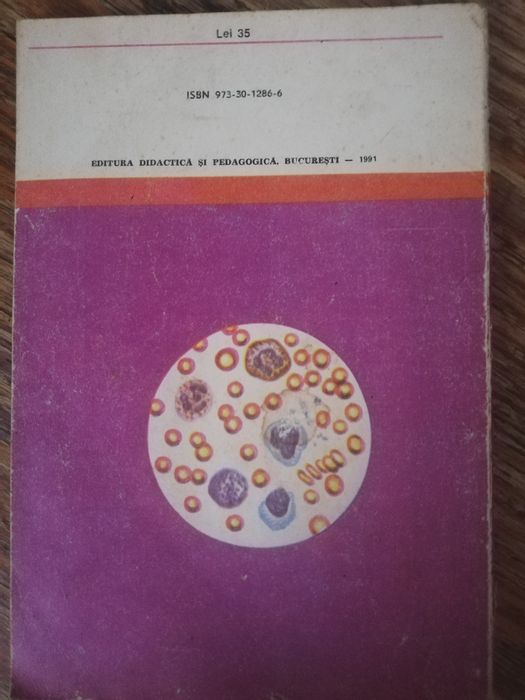 Lei 35
ISBN 973-30-1286-6
EDITURA DIDACTICĂ ŞI PEDAGOGICĂ, BUCUREŞTI — 1991